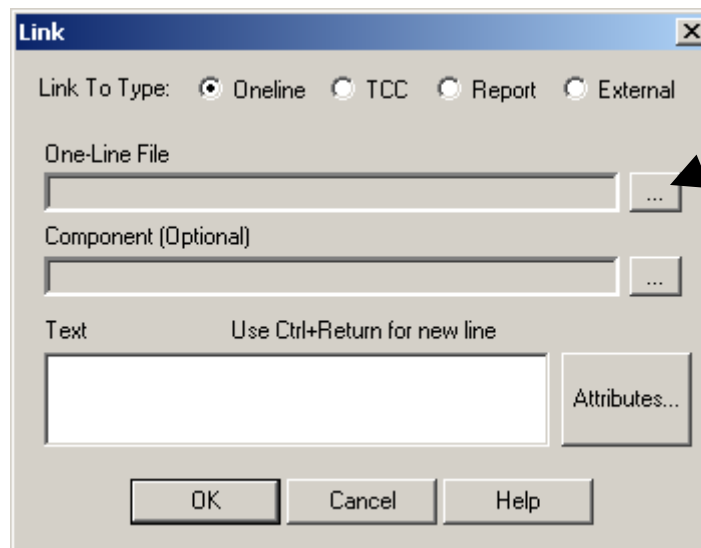 Link
Link To Type: Oneline TCC Report External
One-Line File
...
Component (Optional)
...
Text Use Ctrl+Return for new line
Attributes...
OK Cancel Help